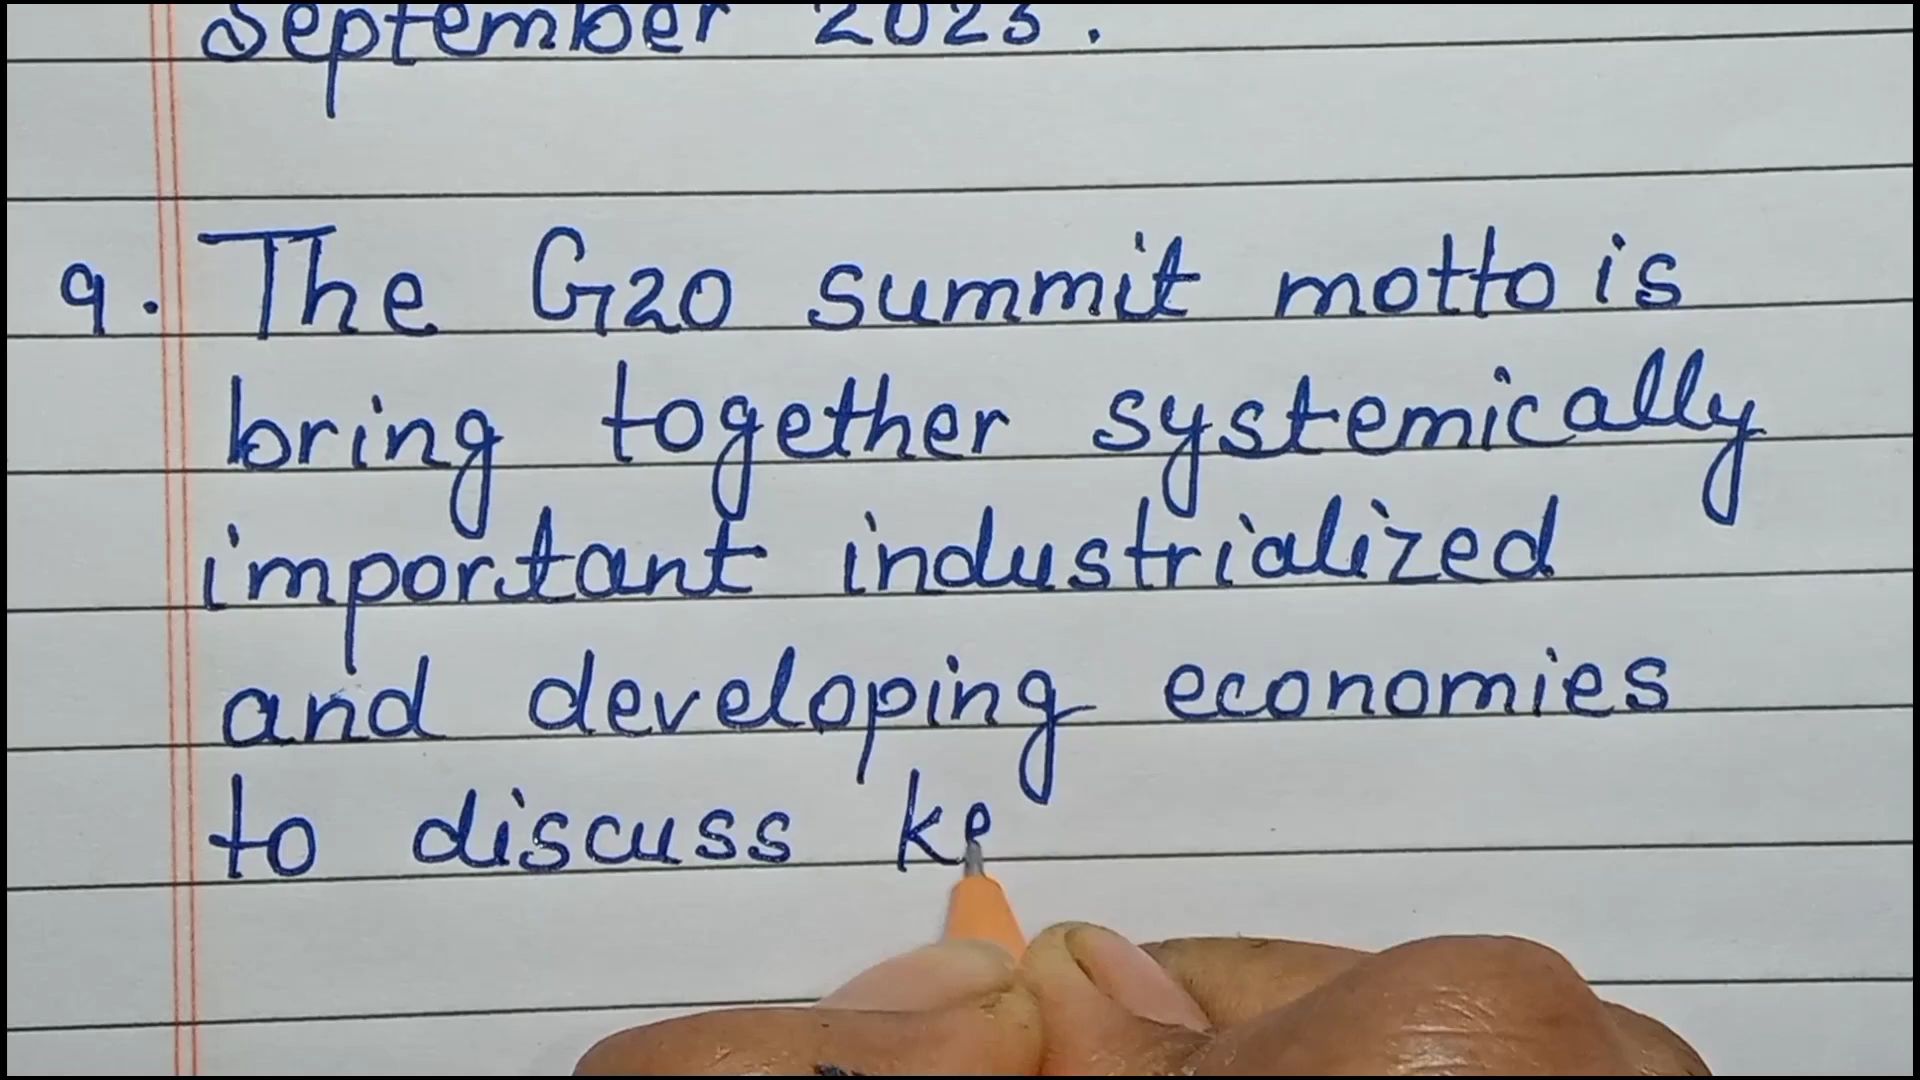 September 2023.
9. The G20 summit motto is
bring together systemically
important industrialized
and developing economies
to discuss ke